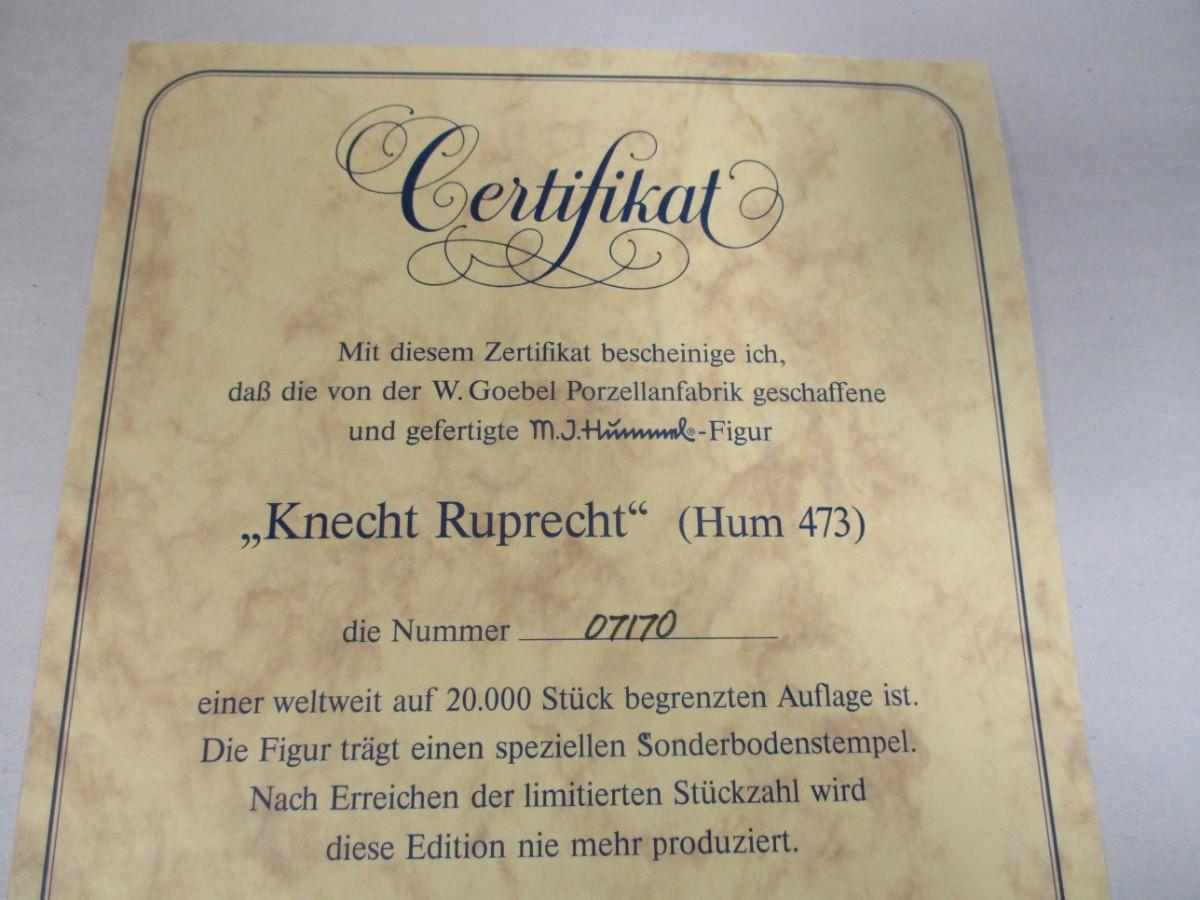 Certifikat
Mit diesem Zertifikat bescheinige ich,
daß die von der W. Goebel Porzellanfabrik geschaffene
und gefertigte M.J.Hummel®-Figur
„Knecht Ruprecht“ (Hum 473)
die Nummer 07170
einer weltweit auf 20.000 Stück begrenzten Auflage ist.
Die Figur trägt einen speziellen Sonderbodenstempel.
Nach Erreichen der limitierten Stückzahl wird
diese Edition nie mehr produziert.